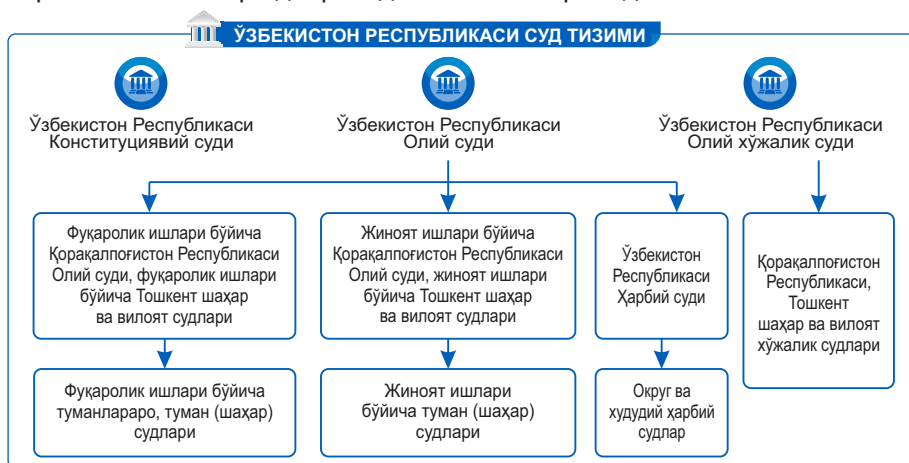 ЎЗБЕКИСТОН РЕСПУБЛИКАСИ СУД ТИЗИМИ
Ўзбекистон Республикаси
Конституциявий суди
Ўзбекистон Республикаси
Олий суди
Ўзбекистон Республикаси
Олий хўжалик суди
Фуқаролик ишлари бўйича
Қорақалпоғистон Республикаси
Олий суди, фуқаролик ишлари
бўйича Тошкент шаҳар
ва вилоят судлари
Жиноят ишлари бўйича
Қорақалпоғистон Республикаси
Олий суди, жиноят ишлари
бўйича Тошкент шаҳар
ва вилоят судлари
Ўзбекистон
Республикаси
Ҳарбий суди
Қорақалпоғистон
Республикаси,
Тошкент
шаҳар ва вилоят
хўжалик судлари
Фуқаролик ишлари бўйича
туманлараро, туман (шаҳар)
судлари
Жиноят ишлари
бўйича туман (шаҳар)
судлари
Округ ва
худудий ҳарбий
судлар